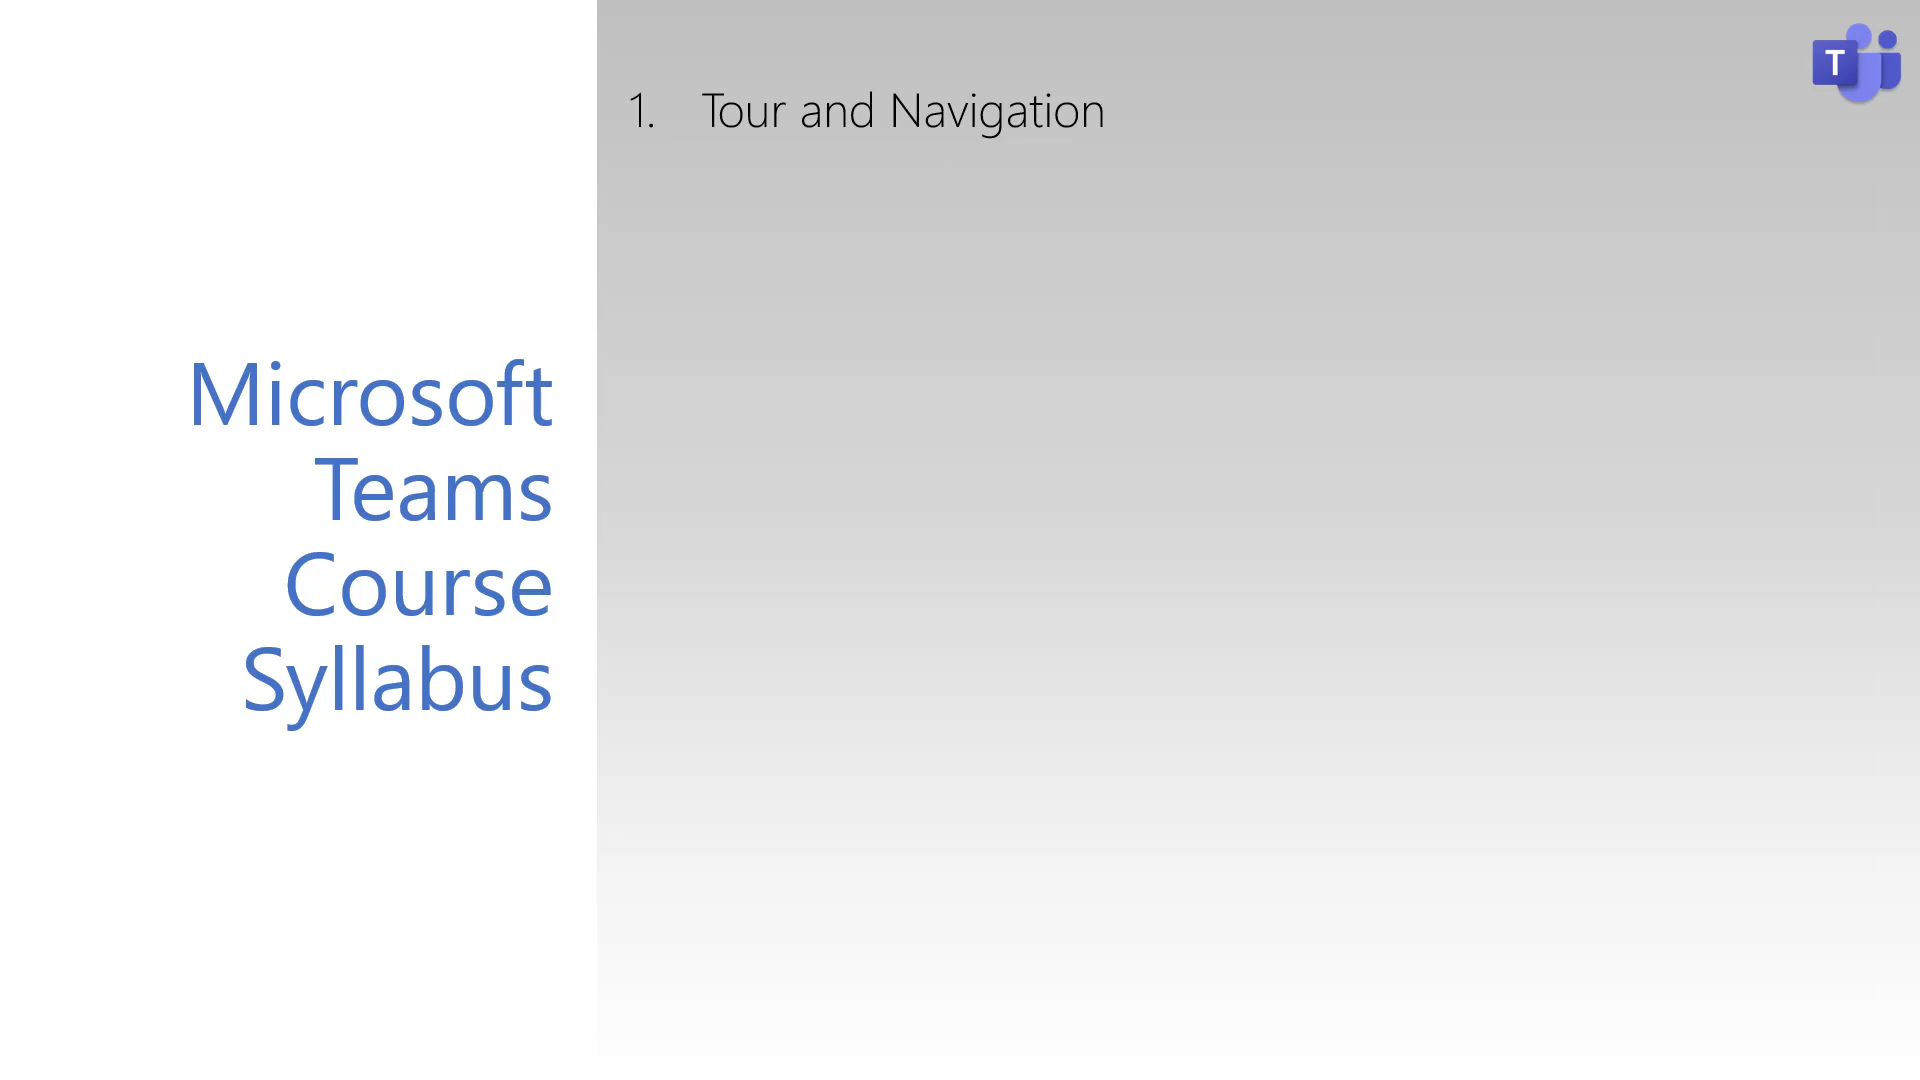 Microsoft
Teams
Course
Syllabus
1. Tour and Navigation
T